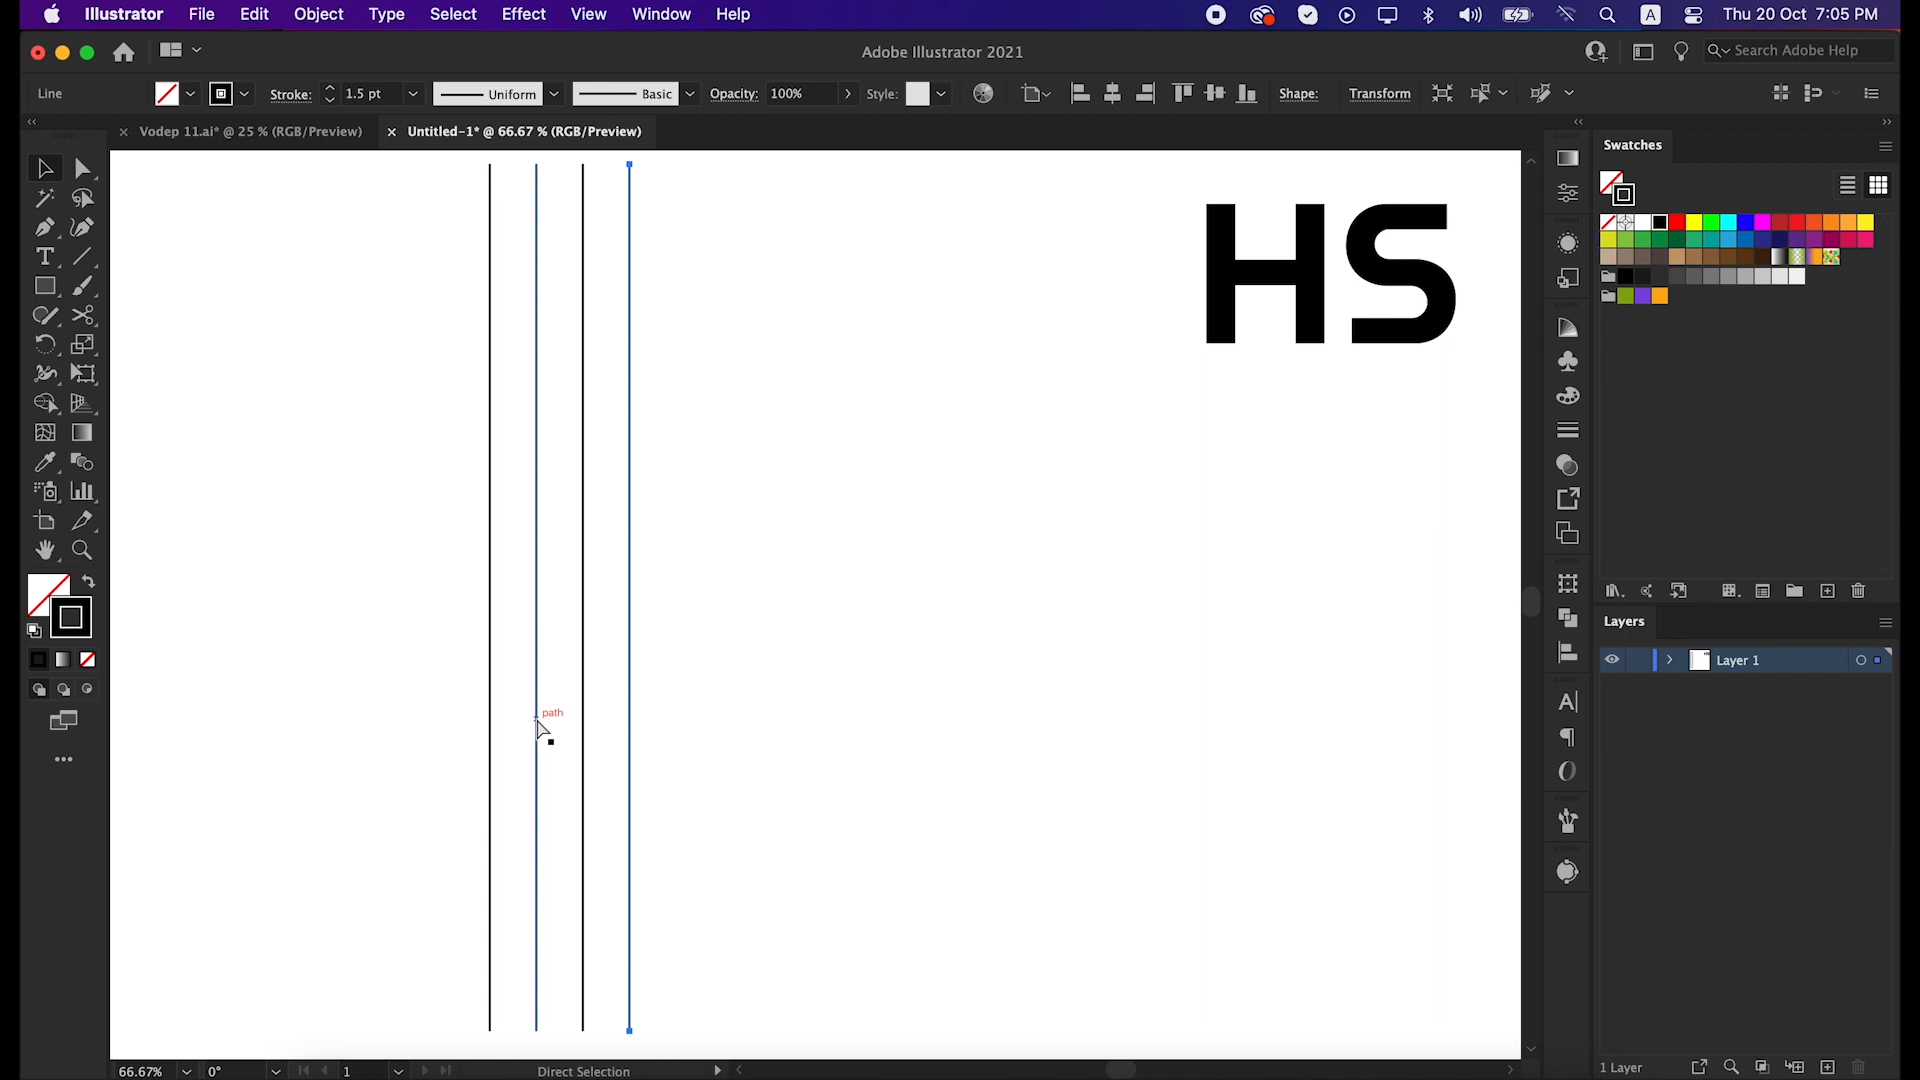 Illustrator File Edit Object Type Select Effect View Window Help A Thu 20 Oct 7:05 PM
Adobe Illustrator 2021 Search Adobe Help
Line Stroke: 1.5 pt Uniform Basic Opacity: 100% Style: Shape: Transform
Vodep 11.ai* @ 25 % (RGB/Preview) Untitled-1* @ 66.67 % (RGB/Preview)
Swatches
HS
path
Layers
Layer 1
66.67% 0° 1 Direct Selection 1 Layer